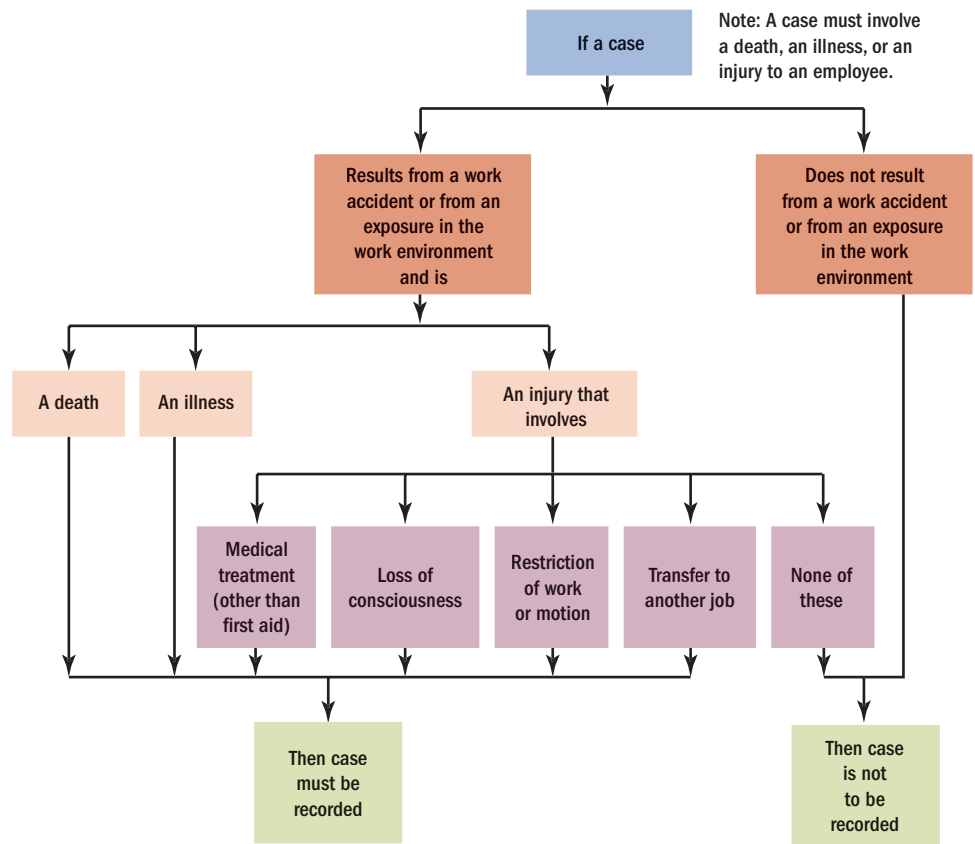 If a case
Note: A case must involve
a death, an illness, or an
injury to an employee.
Results from a work
accident or from an
exposure in the
work environment
and is
Does not result
from a work accident
or from an exposure
in the work
environment
A death
An illness
An injury that
involves
Medical
treatment
(other than
first aid)
Loss of
consciousness
Restriction
of work
or motion
Transfer to
another job
None of
these
Then case
must be
recorded
Then case
is not
to be
recorded